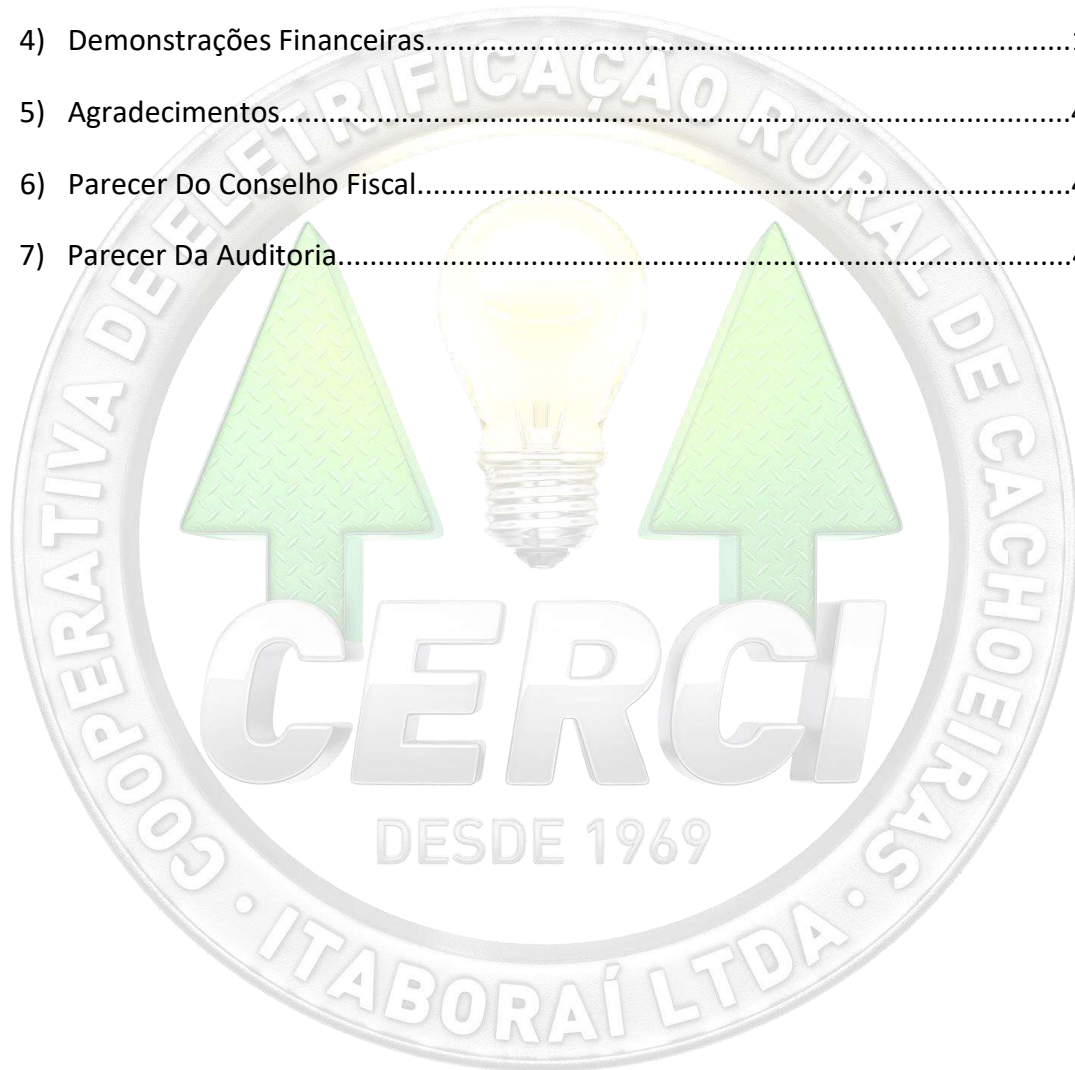 4) Demonstrações Financeiras
5) Agradecimentos
6) Parecer Do Conselho Fiscal
7) Parecer Da Auditoria
COOPERATIVA DE ELETRIFICAÇÃO RURAL DE CACHOEIRAS · ITABORAÍ LTDA ·
CERCI
DESDE 1969